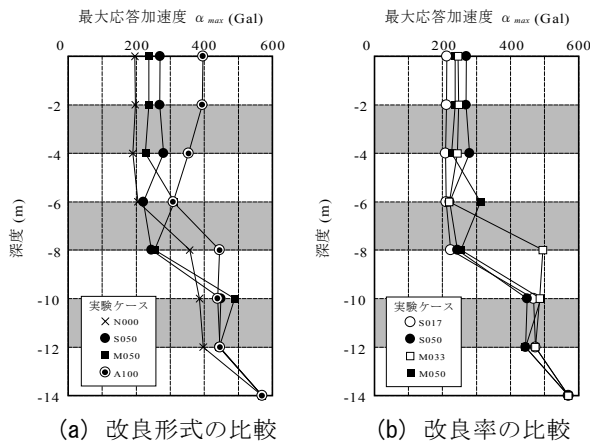 最大応答加速度 α max (Gal)
0 200 400 600
-2
-4
-6
-8
-10
-12
-14
深度 (m)
実験ケース
N000
S050
M050
A100
(a) 改良形式の比較
最大応答加速度 α max (Gal)
0 200 400 600
-2
-4
-6
-8
-10
-12
-14
深度 (m)
実験ケース
S017
S050
M033
M050
(b) 改良率の比較